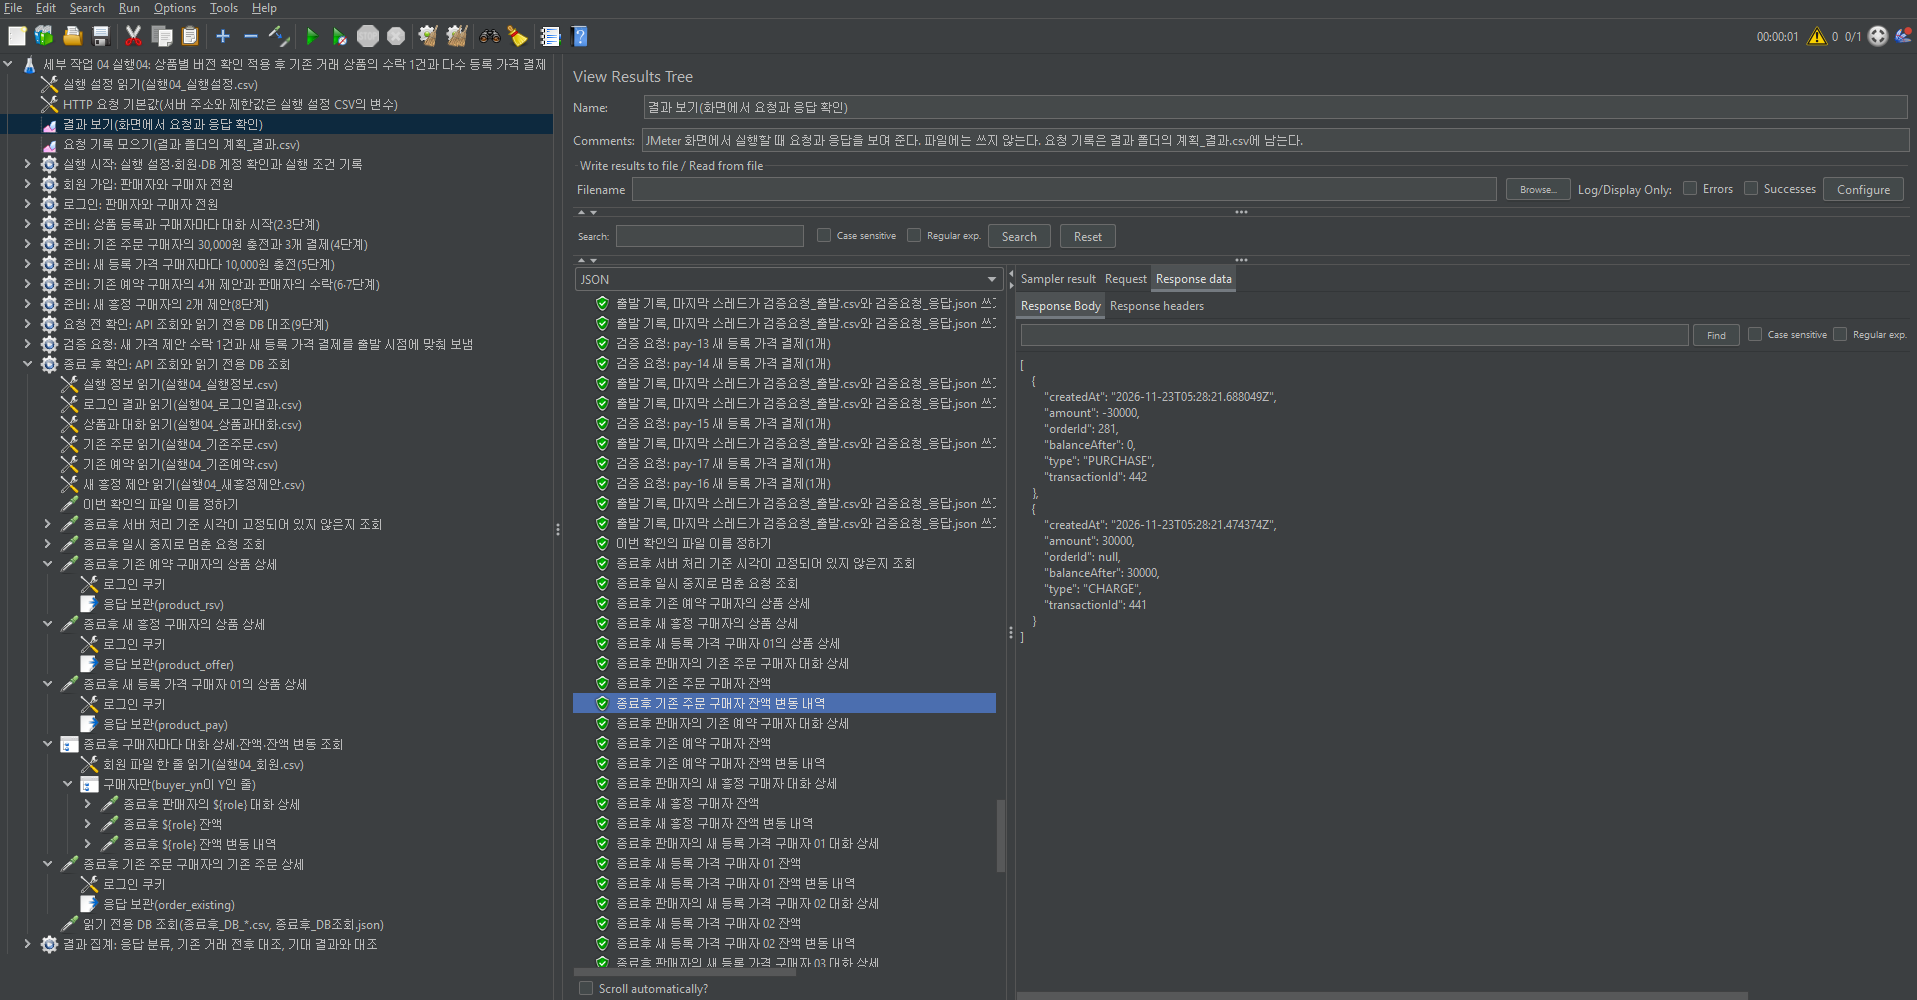 File Edit Search Run Options Tools Help
00:00:01 0 0/1
세부 작업 04 실행04: 상품별 버전 확인 적용 후 기존 거래 상품의 수락 1건과 다수 등록 가격 결제
실행 설정 읽기(실행04_실행설정.csv)
HTTP 요청 기본값(서버 주소와 제한값은 실행 설정 CSV의 변수)
결과 보기(화면에서 요청과 응답 확인)
요청 기록 모으기(결과 폴더의 계획_결과.csv)
실행 시작: 실행 설정·회원·DB 계정 확인과 실행 조건 기록
회원 가입: 판매자와 구매자 전원
로그인: 판매자와 구매자 전원
준비: 상품 등록과 구매자마다 대화 시작(2·3단계)
준비: 기존 주문 구매자의 30,000원 충전과 3개 결제(4단계)
준비: 새 등록 가격 구매자마다 10,000원 충전(5단계)
준비: 기존 예약 구매자의 4개 제안과 판매자의 수락(6·7단계)
준비: 새 흥정 구매자의 2개 제안(8단계)
요청 전 확인: API 조회와 읽기 전용 DB 대조(9단계)
검증 요청: 새 가격 제안 수락 1건과 새 등록 가격 결제를 출발 시점에 맞춰 보냄
종료 후 확인: API 조회와 읽기 전용 DB 조회
실행 정보 읽기(실행04_실행정보.csv)
로그인 결과 읽기(실행04_로그인결과.csv)
상품과 대화 읽기(실행04_상품과대화.csv)
기존 주문 읽기(실행04_기존주문.csv)
기존 예약 읽기(실행04_기존예약.csv)
새 흥정 제안 읽기(실행04_새흥정제안.csv)
이번 확인의 파일 이름 정하기
종료후 서버 처리 기준 시각이 고정되어 있지 않은지 조회
종료후 일시 중지로 멈춘 요청 조회
종료후 기존 예약 구매자의 상품 상세
로그인 쿠키
응답 보관(product_rsv)
종료후 새 흥정 구매자의 상품 상세
로그인 쿠키
응답 보관(product_offer)
종료후 새 등록 가격 구매자 01의 상품 상세
로그인 쿠키
응답 보관(product_pay)
종료후 구매자마다 대화 상세·잔액·잔액 변동 조회
회원 파일 한 줄 읽기(실행04_회원.csv)
구매자만(buyer_yn이 Y인 줄)
종료후 판매자의 ${role} 대화 상세
종료후 ${role} 잔액
종료후 ${role} 잔액 변동 내역
종료후 기존 주문 구매자의 기존 주문 상세
로그인 쿠키
응답 보관(order_existing)
읽기 전용 DB 조회(종료후_DB_*.csv, 종료후_DB조회.json)
결과 집계: 응답 분류, 기존 거래 전후 대조, 기대 결과와 대조
View Results Tree
Name: 결과 보기(화면에서 요청과 응답 확인)
Comments: JMeter 화면에서 실행할 때 요청과 응답을 보여 준다. 파일에는 쓰지 않는다. 요청 기록은 결과 폴더의 계획_결과.csv에 남는다.
Write results to file / Read from file
Filename Browse... Log/Display Only: Errors Successes Configure
Search: Case sensitive Regular exp. Search Reset
JSON
출발 기록, 마지막 스레드가 검증요청_출발.csv와 검증요청_응답.json 쓰기
출발 기록, 마지막 스레드가 검증요청_출발.csv와 검증요청_응답.json 쓰기
검증 요청: pay-13 새 등록 가격 결제(1개)
검증 요청: pay-14 새 등록 가격 결제(1개)
출발 기록, 마지막 스레드가 검증요청_출발.csv와 검증요청_응답.json 쓰기
출발 기록, 마지막 스레드가 검증요청_출발.csv와 검증요청_응답.json 쓰기
검증 요청: pay-15 새 등록 가격 결제(1개)
출발 기록, 마지막 스레드가 검증요청_출발.csv와 검증요청_응답.json 쓰기
검증 요청: pay-17 새 등록 가격 결제(1개)
검증 요청: pay-16 새 등록 가격 결제(1개)
출발 기록, 마지막 스레드가 검증요청_출발.csv와 검증요청_응답.json 쓰기
출발 기록, 마지막 스레드가 검증요청_출발.csv와 검증요청_응답.json 쓰기
이번 확인의 파일 이름 정하기
종료후 서버 처리 기준 시각이 고정되어 있지 않은지 조회
종료후 일시 중지로 멈춘 요청 조회
종료후 기존 예약 구매자의 상품 상세
종료후 새 흥정 구매자의 상품 상세
종료후 새 등록 가격 구매자 01의 상품 상세
종료후 판매자의 기존 주문 구매자 대화 상세
종료후 기존 주문 구매자 잔액
종료후 기존 주문 구매자 잔액 변동 내역
종료후 판매자의 기존 예약 구매자 대화 상세
종료후 기존 예약 구매자 잔액
종료후 기존 예약 구매자 잔액 변동 내역
종료후 판매자의 새 흥정 구매자 대화 상세
종료후 새 흥정 구매자 잔액
종료후 새 흥정 구매자 잔액 변동 내역
종료후 판매자의 새 등록 가격 구매자 01 대화 상세
종료후 새 등록 가격 구매자 01 잔액
종료후 새 등록 가격 구매자 01 잔액 변동 내역
종료후 판매자의 새 등록 가격 구매자 02 대화 상세
종료후 새 등록 가격 구매자 02 잔액
종료후 새 등록 가격 구매자 02 잔액 변동 내역
종료후 판매자의 새 등록 가격 구매자 03 대화 상세
Scroll automatically?
Sampler result Request Response data
Response Body Response headers
Find Case sensitive Regular exp.
[
{
"createdAt": "2026-11-23T05:28:21.688049Z",
"amount": -30000,
"orderId": 281,
"balanceAfter": 0,
"type": "PURCHASE",
"transactionId": 442
},
{
"createdAt": "2026-11-23T05:28:21.474374Z",
"amount": 30000,
"orderId": null,
"balanceAfter": 30000,
"type": "CHARGE",
"transactionId": 441
}
]